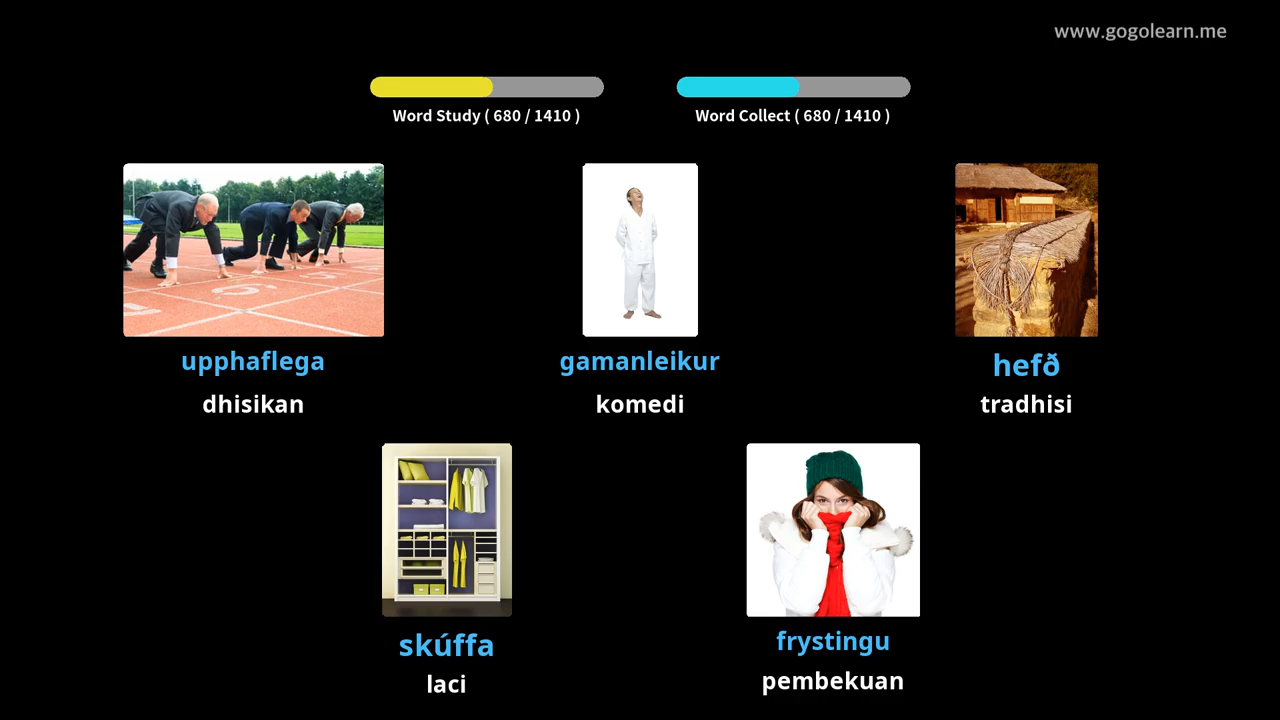 www.gogolearn.me
Word Study ( 680 / 1410 )
Word Collect ( 680 / 1410 )
upphaflega
dhisikan
gamanleikur
komedi
hefð
tradhisi
skúffa
laci
frystingu
pembekuan